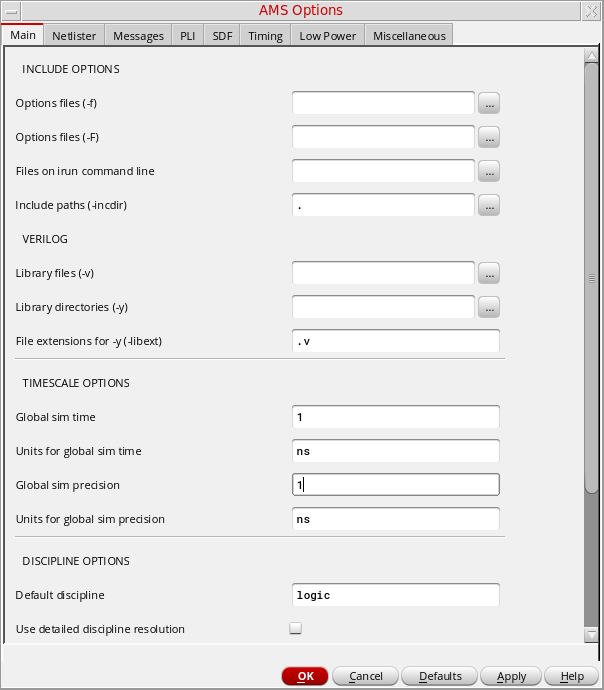 AMS Options
Main Netlister Messages PLI SDF Timing Low Power Miscellaneous
INCLUDE OPTIONS
Options files (-f) ...
Options files (-F) ...
Files on irun command line ...
Include paths (-incdir) . ...
VERILOG
Library files (-v) ...
Library directories (-y) ...
File extensions for -y (-libext) .v
TIMESCALE OPTIONS
Global sim time 1
Units for global sim time ns
Global sim precision 1
Units for global sim precision ns
DISCIPLINE OPTIONS
Default discipline logic
Use detailed discipline resolution
OK Cancel Defaults Apply Help